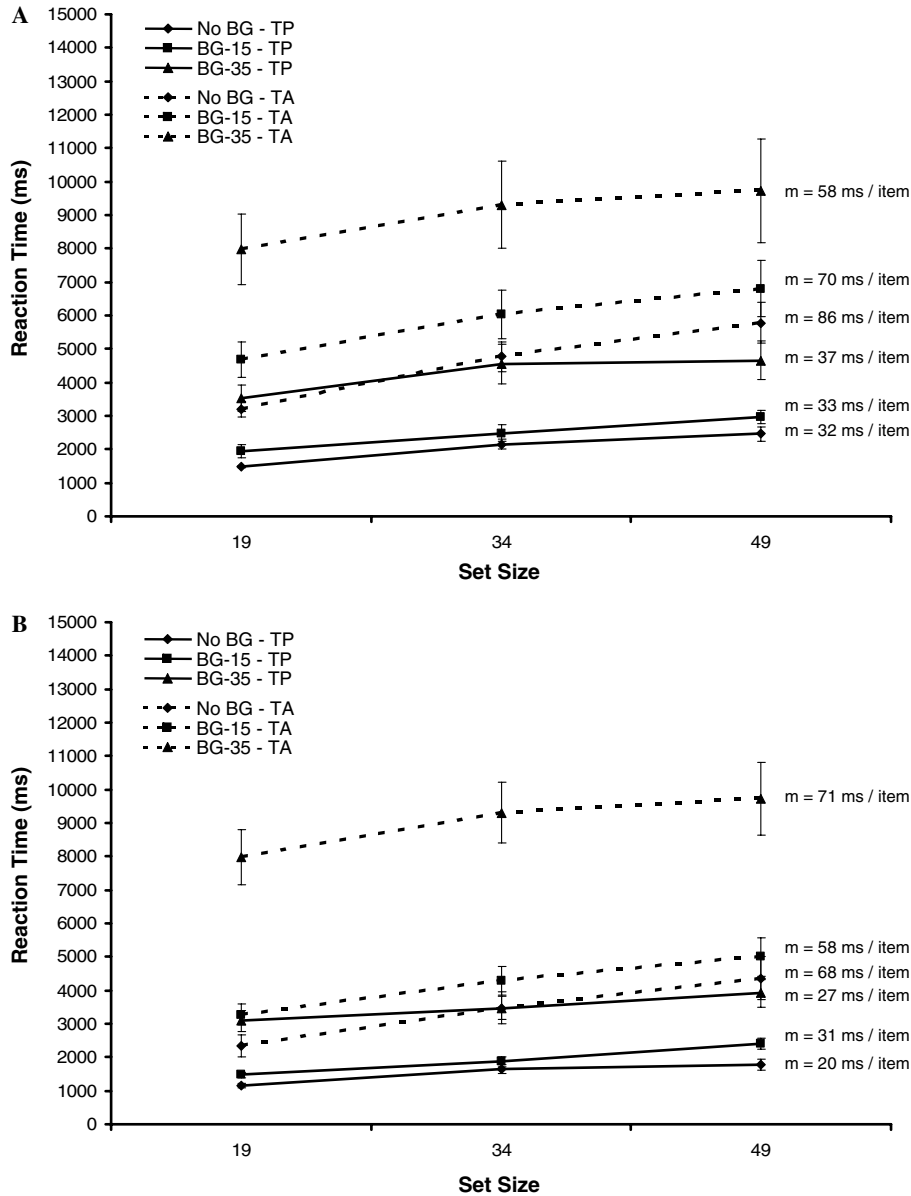 A
15000
14000
13000
12000
11000
10000
9000
8000
7000
6000
5000
4000
3000
2000
1000
0
Reaction Time (ms)
No BG - TP
BG-15 - TP
BG-35 - TP
No BG - TA
BG-15 - TA
BG-35 - TA
m = 58 ms / item
m = 70 ms / item
m = 86 ms / item
m = 37 ms / item
m = 33 ms / item
m = 32 ms / item
19 34 49
Set Size
B
15000
14000
13000
12000
11000
10000
9000
8000
7000
6000
5000
4000
3000
2000
1000
0
Reaction Time (ms)
No BG - TP
BG-15 - TP
BG-35 - TP
No BG - TA
BG-15 - TA
BG-35 - TA
m = 71 ms / item
m = 58 ms / item
m = 68 ms / item
m = 27 ms / item
m = 31 ms / item
m = 20 ms / item
19 34 49
Set Size